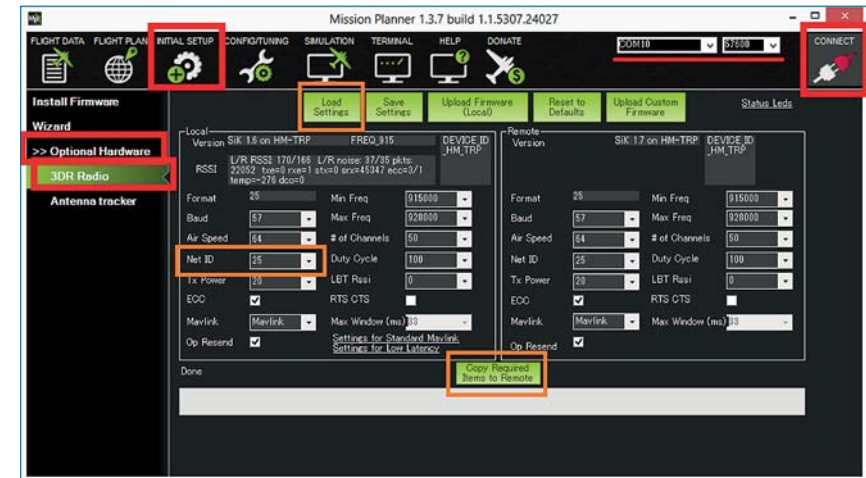 Mission Planner 1.3.7 build 1.1.5307.24027
FLIGHT DATA FLIGHT PLAN INITIAL SETUP CONFIG/TUNING SIMULATION TERMINAL HELP DONATE
COM10 57600 CONNECT
Install Firmware
Wizard
>> Optional Hardware
3DR Radio
Antenna tracker
Load Settings
Save Settings
Upload Firmware (Local)
Reset to Defaults
Upload Custom Firmware
Status Leds
Local
Version SiK 1.6 on HM-TRP FREQ_915 DEVICE_ID_HM_TRP
RSSI L/R RSSI: 170/166 L/R noise: 37/35 pkts:
22052 txe=0 rxe=1 stx=0 srx=45347 ecc=3/1
temp=-276 dco=0
Format 25 Min Freq 915000
Baud 57 Max Freq 928000
Air Speed 64 # of Channels 50
Net ID 25 Duty Cycle 100
Tx Power 20 LBT Rssi 0
ECC RTS CTS
Mavlink Mavlink Max Window (ms) 33
Op Resend Settings for Standard Mavlink
Settings for Low Latency
Remote
Version SiK 1.7 on HM-TRP DEVICE_ID_HM_TRP
Format 25 Min Freq 915000
Baud 57 Max Freq 928000
Air Speed 64 # of Channels 50
Net ID 25 Duty Cycle 100
Tx Power 20 LBT Rssi 0
ECC RTS CTS
Mavlink Mavlink Max Window (ms) 33
Op Resend
Done
Copy Required
Items to Remote